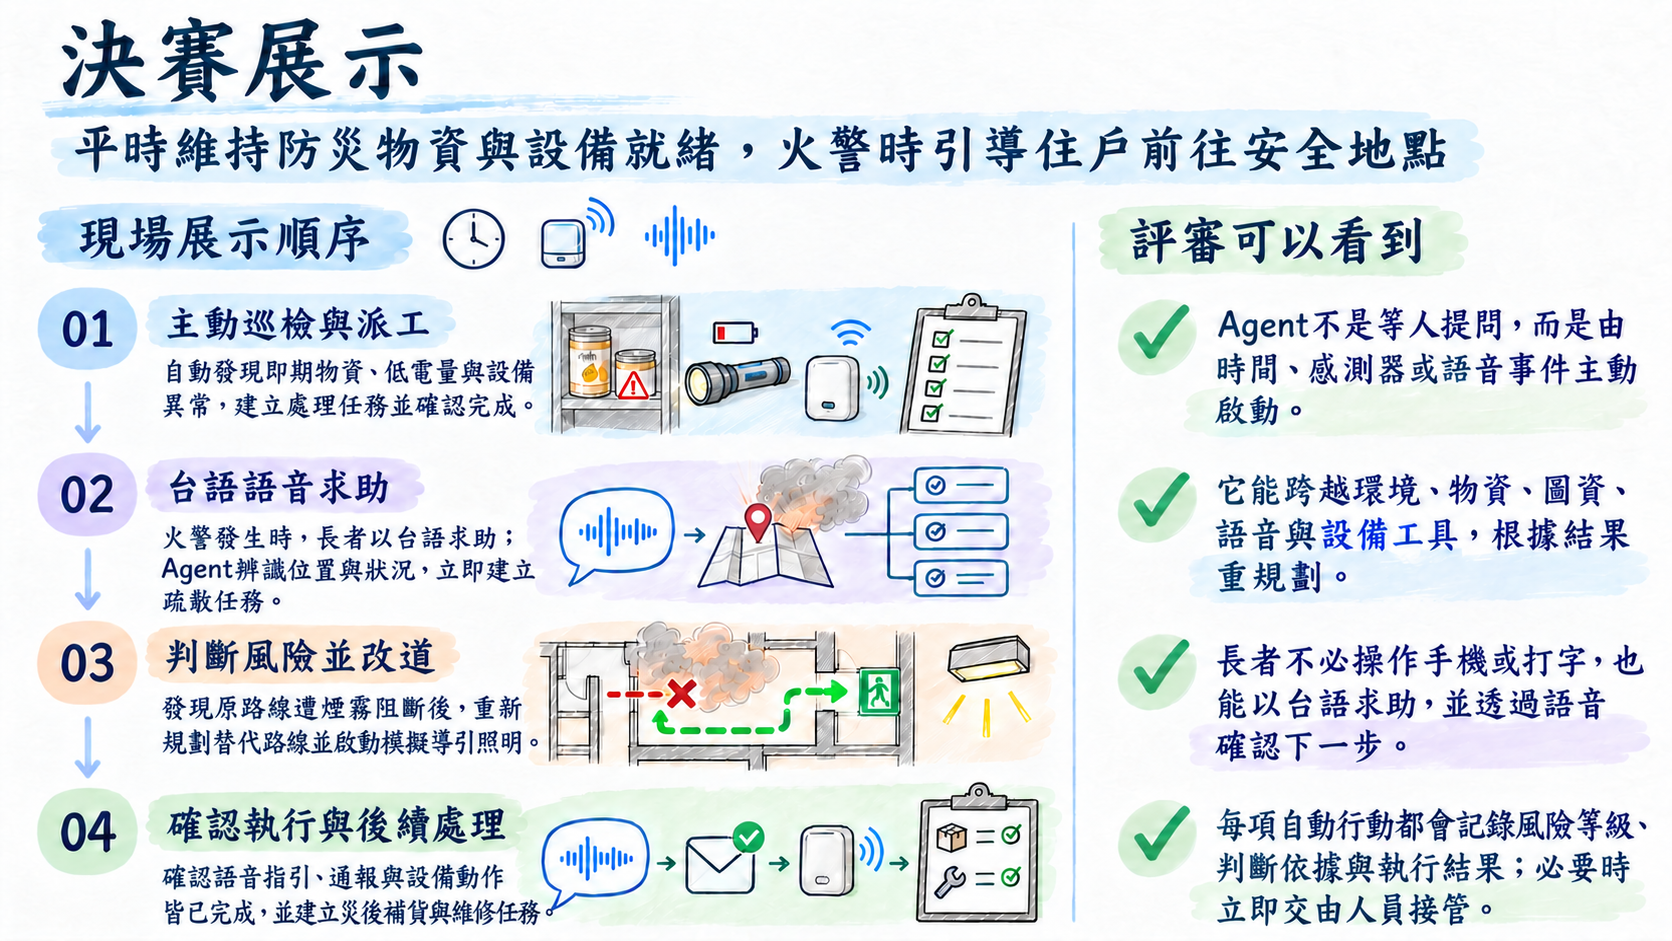 決賽展示
平時維持防災物資與設備就緒，火警時引導住戶前往安全地點
現場展示順序
01
主動巡檢與派工
自動發現即期物資、低電量與設備
異常，建立處理任務並確認完成。
02
台語語音求助
火警發生時，長者以台語求助；
Agent辨識位置與狀況，立即建立
疏散任務。
03
判斷風險並改道
發現原路線遭煙霧阻斷後，重新
規劃替代路線並啟動模擬導引照明。
04
確認執行與後續處理
確認語音指引、通報與設備動作
皆已完成，並建立災後補貨與維修任務。
評審可以看到
Agent不是等人提問，而是由
時間、感測器或語音事件主動
啟動。
它能跨越環境、物資、圖資、
語音與設備工具，根據結果
重規劃。
長者不必操作手機或打字，也
能以台語求助，並透過語音
確認下一步。
每項自動行動都會記錄風險等級、
判斷依據與執行結果；必要時
立即交由人員接管。